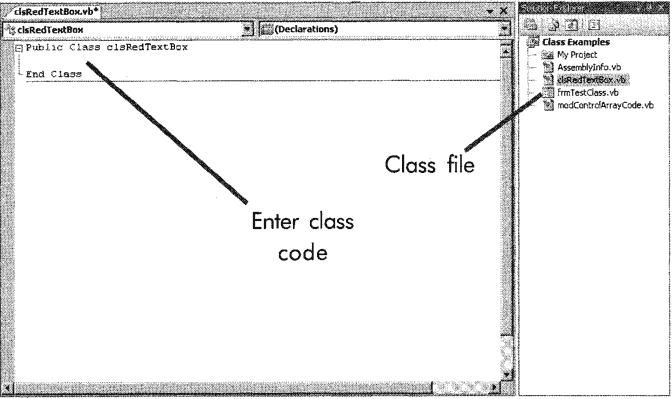 clsRedTextBox.vb*
clsRedTextBox
(Declarations)
Public Class clsRedTextBox
End Class
Enter class
code
Class file
Class Examples
My Project
AssemblyInfo.vb
clsRedTextBox.vb
frmTestClass.vb
modControlArrayCode.vb